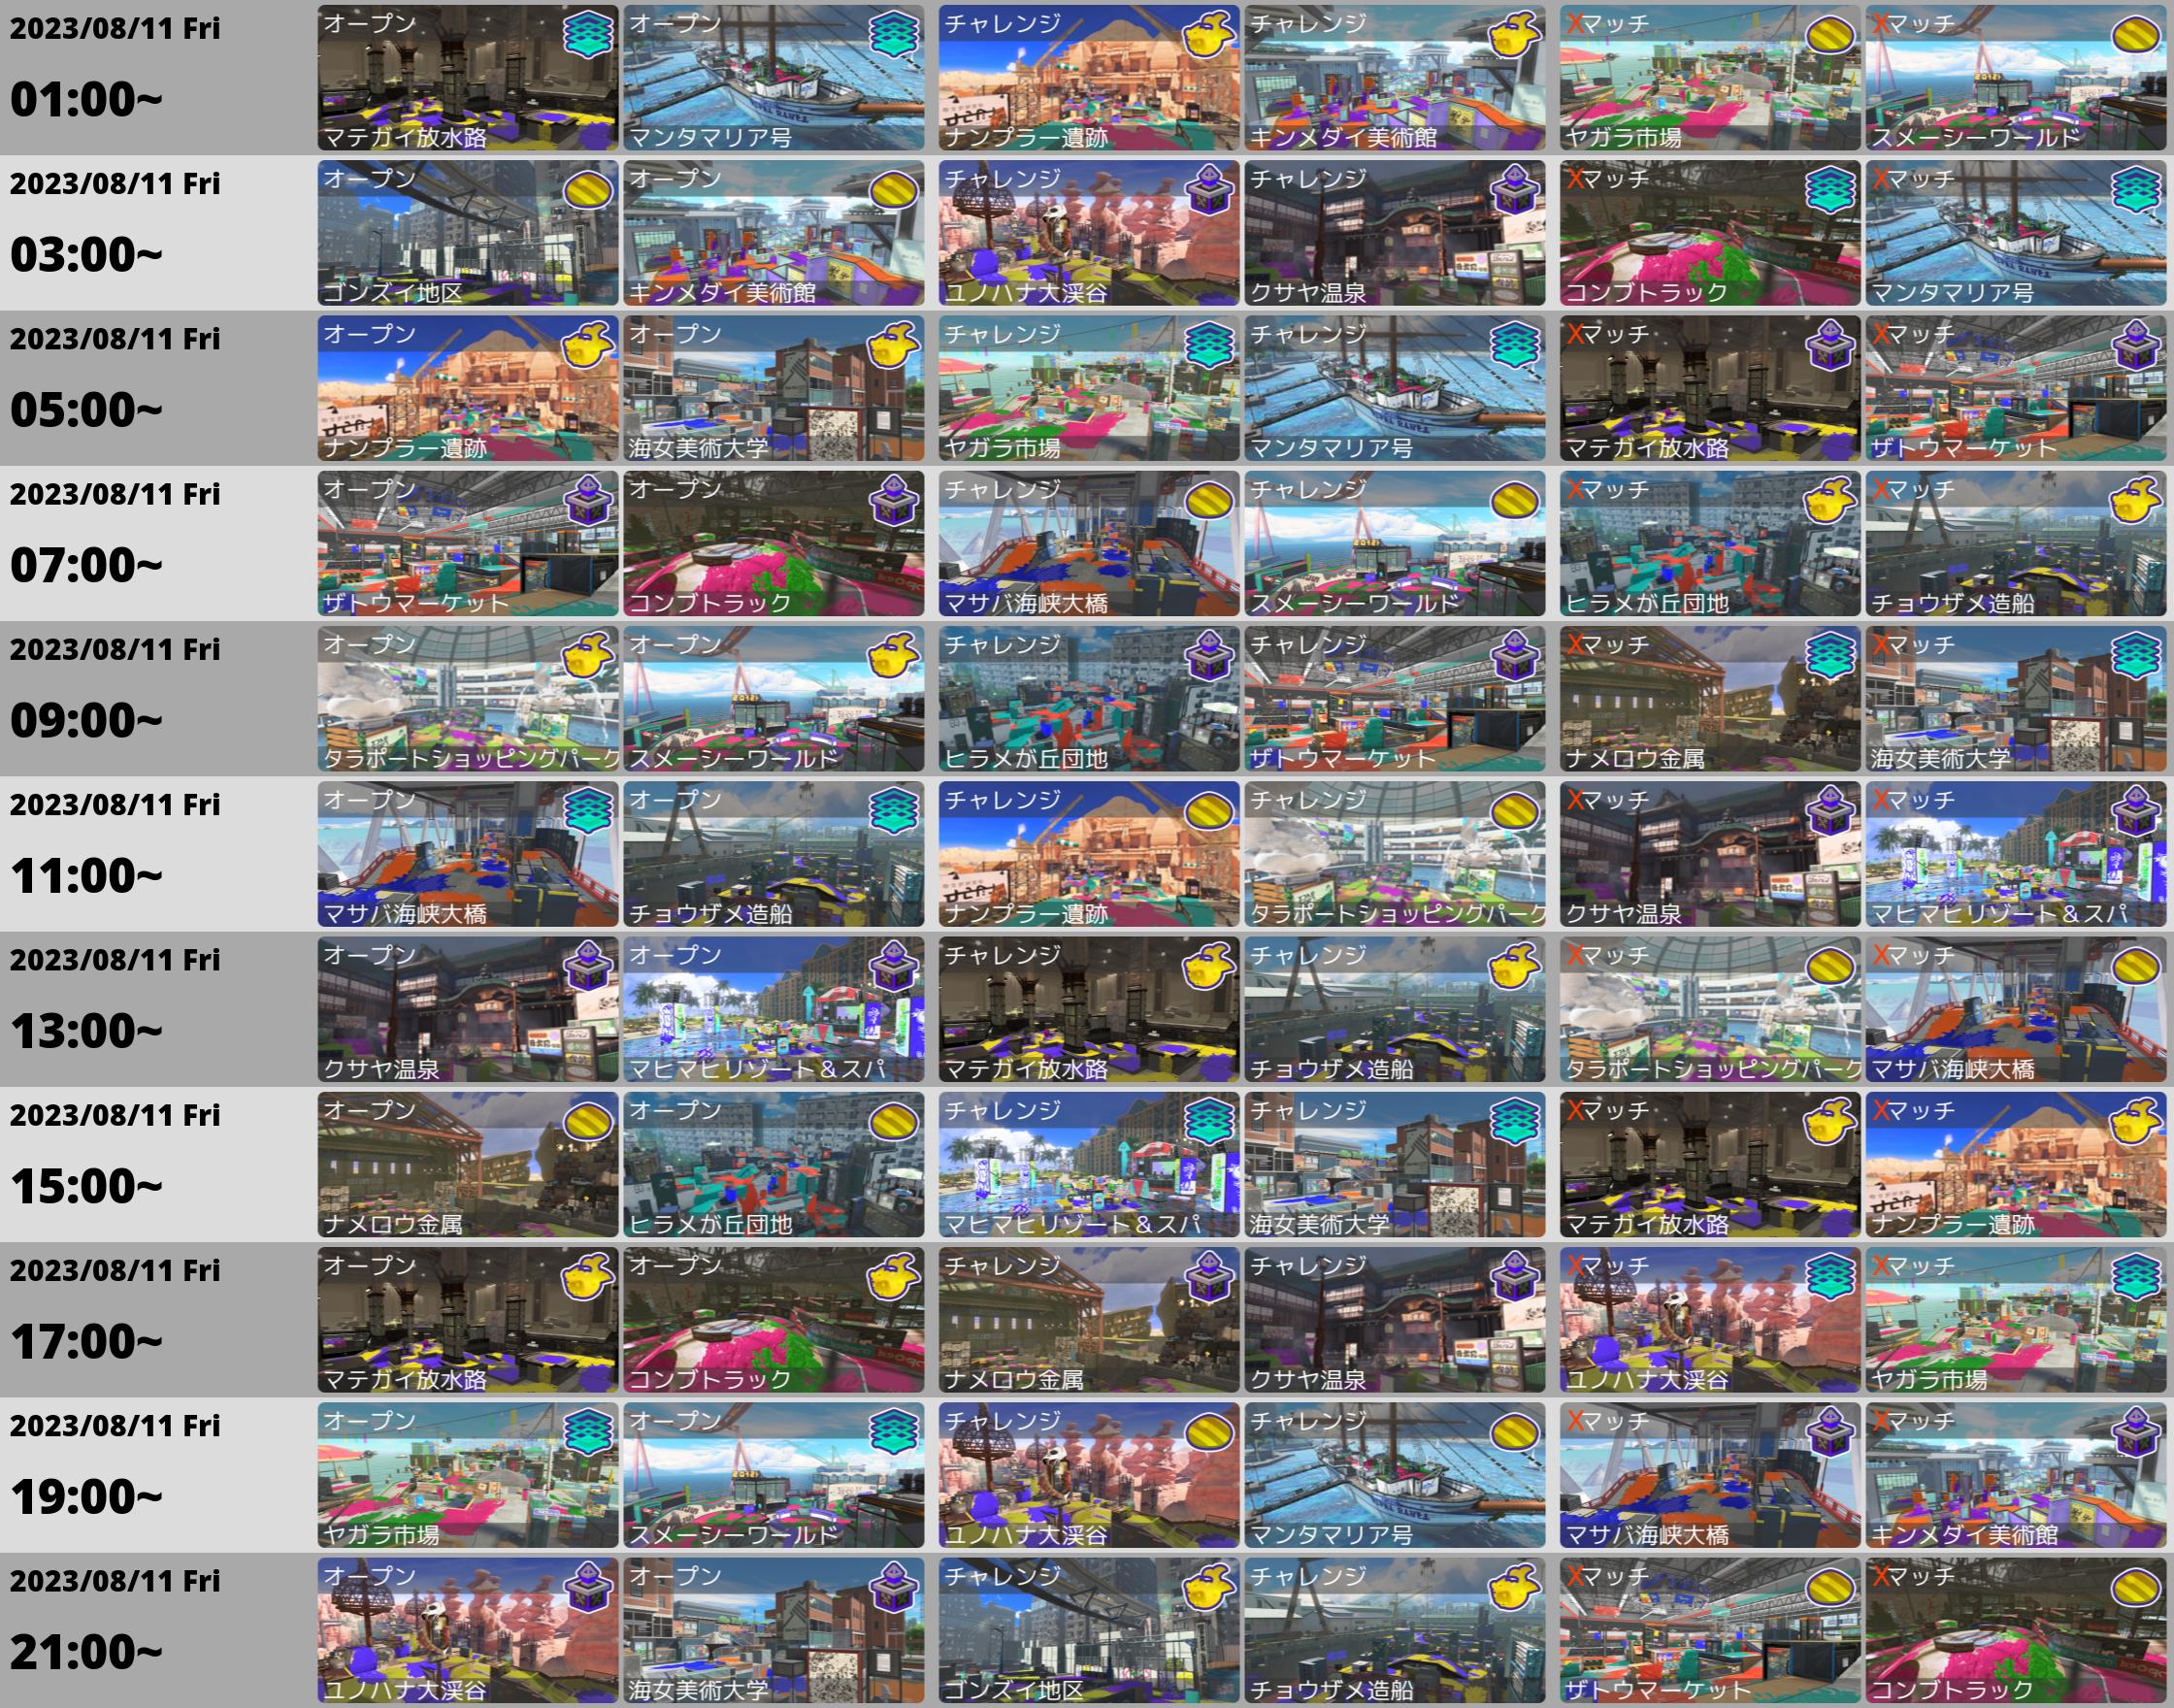 2023/08/11 Fri
01:00~
オープン オープン チャレンジ チャレンジ Xマッチ Xマッチ
マテガイ放水路 マンタマリア号 ナンプラー遺跡 キンメダイ美術館 ヤガラ市場 スメーシーワールド
2023/08/11 Fri
03:00~
オープン オープン チャレンジ チャレンジ Xマッチ Xマッチ
ゴンズイ地区 キンメダイ美術館 ユノハナ大渓谷 クサヤ温泉 コンブトラック マンタマリア号
2023/08/11 Fri
05:00~
オープン オープン チャレンジ チャレンジ Xマッチ Xマッチ
ナンプラー遺跡 海女美術大学 ヤガラ市場 マンタマリア号 マテガイ放水路 ザトウマーケット
2023/08/11 Fri
07:00~
オープン オープン チャレンジ チャレンジ Xマッチ Xマッチ
ザトウマーケット コンブトラック マサバ海峡大橋 スメーシーワールド ヒラメが丘団地 チョウザメ造船
2023/08/11 Fri
09:00~
オープン オープン チャレンジ チャレンジ Xマッチ Xマッチ
タラポートショッピングパーク スメーシーワールド ヒラメが丘団地 ザトウマーケット ナメロウ金属 海女美術大学
2023/08/11 Fri
11:00~
オープン オープン チャレンジ チャレンジ Xマッチ Xマッチ
マサバ海峡大橋 チョウザメ造船 ナンプラー遺跡 タラポートショッピングパーク クサヤ温泉 マヒマヒリゾート＆スパ
2023/08/11 Fri
13:00~
オープン オープン チャレンジ チャレンジ Xマッチ Xマッチ
クサヤ温泉 マヒマヒリゾート＆スパ マテガイ放水路 チョウザメ造船 タラポートショッピングパーク マサバ海峡大橋
2023/08/11 Fri
15:00~
オープン オープン チャレンジ チャレンジ Xマッチ Xマッチ
ナメロウ金属 ヒラメが丘団地 マヒマヒリゾート＆スパ 海女美術大学 マテガイ放水路 ナンプラー遺跡
2023/08/11 Fri
17:00~
オープン オープン チャレンジ チャレンジ Xマッチ Xマッチ
マテガイ放水路 コンブトラック ナメロウ金属 クサヤ温泉 ユノハナ大渓谷 ヤガラ市場
2023/08/11 Fri
19:00~
オープン オープン チャレンジ チャレンジ Xマッチ Xマッチ
ヤガラ市場 スメーシーワールド ユノハナ大渓谷 マンタマリア号 マサバ海峡大橋 キンメダイ美術館
2023/08/11 Fri
21:00~
オープン オープン チャレンジ チャレンジ Xマッチ Xマッチ
ユノハナ大渓谷 海女美術大学 ゴンズイ地区 チョウザメ造船 ザトウマーケット コンブトラック